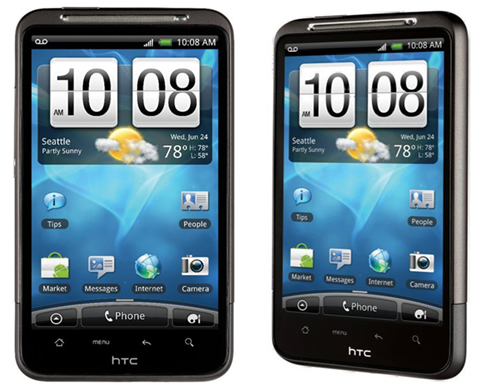 10:08 AM
AM 10 08
Seattle
Partly Sunny
Wed, Jun 24
78° H: 78°
L: 58°
Tips
People
Market
Messages
Internet
Camera
Phone
menu
hTC
10:08 AM
AM 10 08
Seattle
Partly Sunny
Wed, Jun 24
78° H: 78°
L: 58°
Tips
People
Market
Messages
Internet
Camera
Phone
menu
hTC